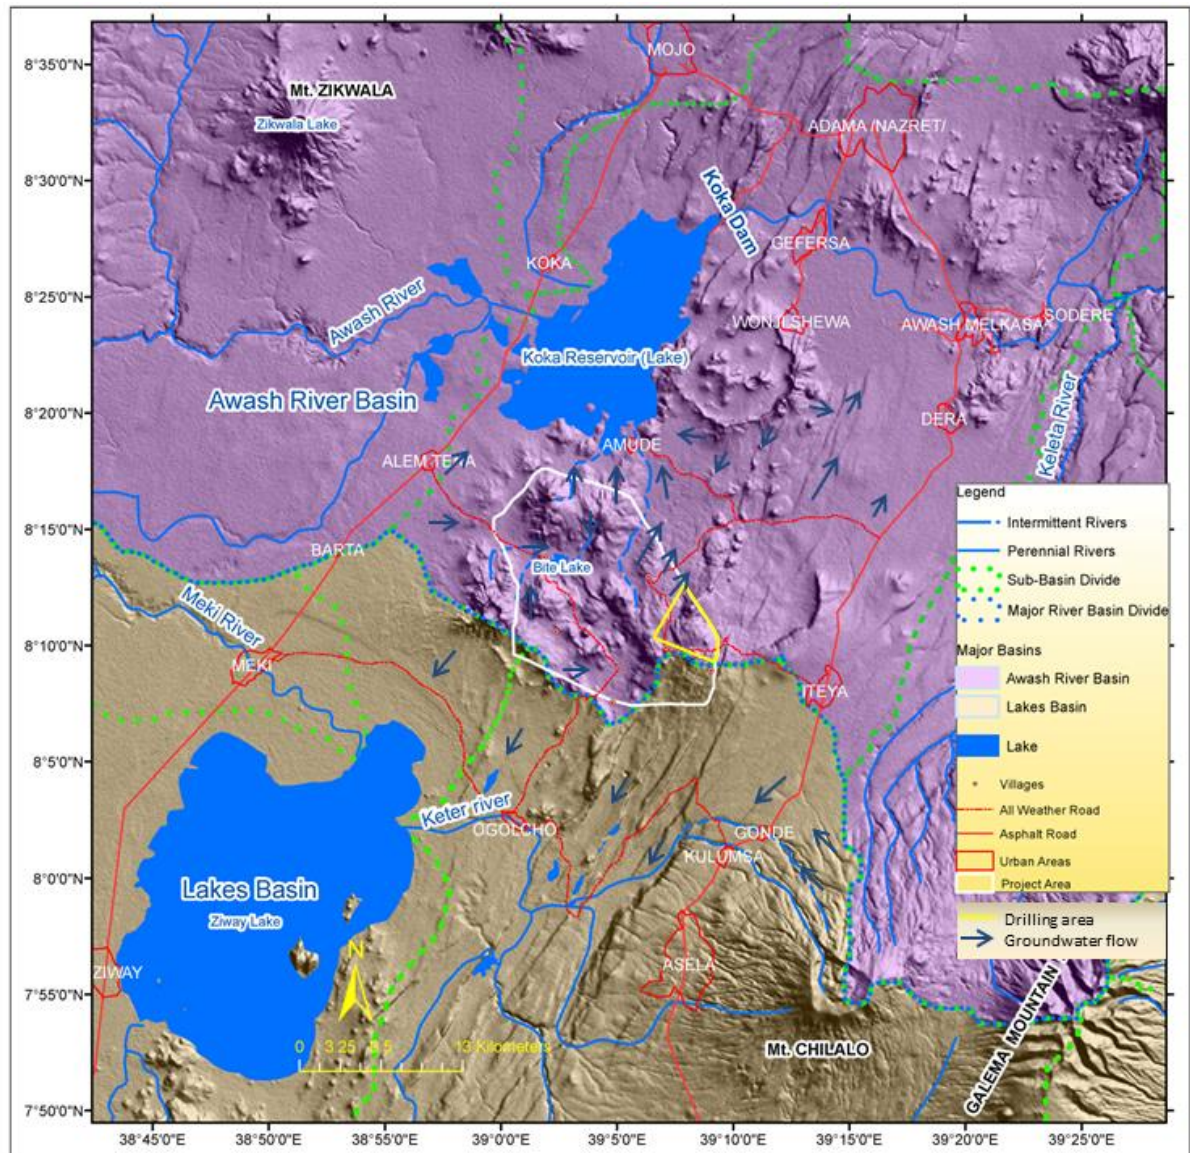 8°35'0"N
8°30'0"N
8°25'0"N
8°20'0"N
8°15'0"N
8°10'0"N
8°5'0"N
8°0'0"N
7°55'0"N
7°50'0"N
MOJO
Mt. ZIKWALA
Zikwala Lake
ADAMA /NAZRET/
Koka Dam
GEFERSA
KOKA
Awash River
WONJI SHEWA
AWASH MELKASA
SODERE
Koka Reservoir (Lake)
Awash River Basin
Keleta River
DERA
AMUDE
ALEM TENA
BARTA
Bite Lake
Meki River
MEKI
ITEYA
Keter river
OGOLCHO
GONDE
KULUMSA
Lakes Basin
Ziway Lake
ZIWAY
ASELA
N
0 3.25 6.5 13 Kilometers
Mt. CHILALO
GALEMA MOUNTAIN
Legend
Intermittent Rivers
Perennial Rivers
Sub-Basin Divide
Major River Basin Divide
Major Basins
Awash River Basin
Lakes Basin
Lake
Villages
All Weather Road
Asphalt Road
Urban Areas
Project Area
Drilling area
Groundwater flow
38°45'0"E
38°50'0"E
38°55'0"E
39°0'0"E
39°5'0"E
39°10'0"E
39°15'0"E
39°20'0"E
39°25'0"E